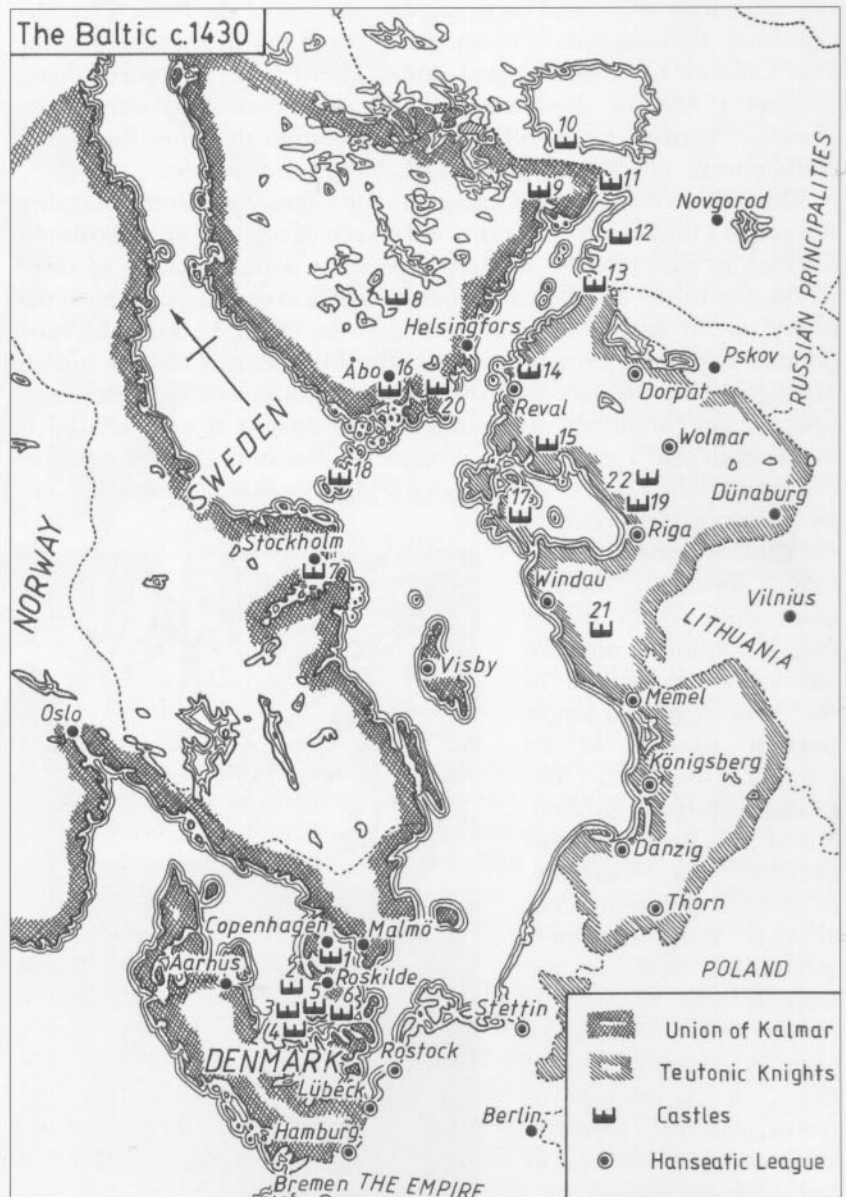 The Baltic c.1430
10
9
11
Novgorod
12
13
8
Helsingfors
RUSSIAN PRINCIPALITIES
Pskov
Åbo
16
14
Dorpat
20
Reval
SWEDEN
15
Wolmar
18
22
17
19
Dünaburg
Riga
Stockholm
7
NORWAY
Windau
21
Vilnius
LITHUANIA
Visby
Memel
Oslo
Königsberg
Danzig
Thorn
Copenhagen
Malmö
1
Aarhus
2
Roskilde
POLAND
3
5
6
4
Stettin
DENMARK
Rostock
Lübeck
Berlin
Hamburg
Bremen
THE EMPIRE
Union of Kalmar
Teutonic Knights
Castles
Hanseatic League